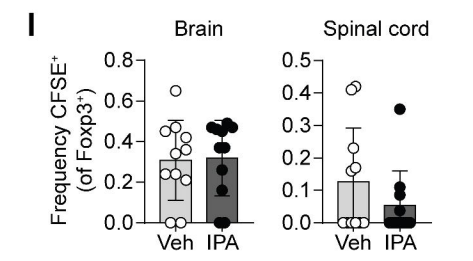 I
Brain
Spinal cord
Frequency CFSE⁺
(of Foxp3⁺)
0.8
0.6
0.4
0.2
0.0
Veh IPA
0.5
0.4
0.3
0.2
0.1
0.0
Veh IPA